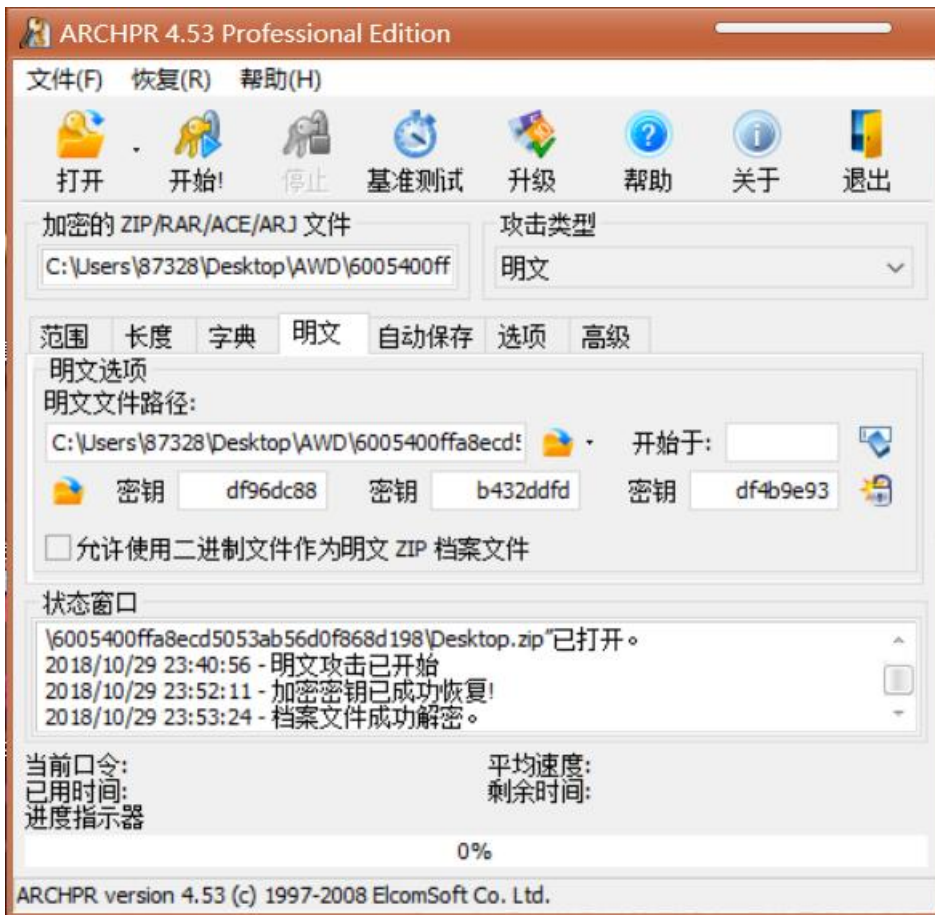 ARCHPR 4.53 Professional Edition
文件(F) 恢复(R) 帮助(H)
打开 开始! 停止 基准测试 升级 帮助 关于 退出
加密的 ZIP/RAR/ACE/ARJ 文件 攻击类型
C:\Users\87328\Desktop\AWD\6005400ff 明文
范围 长度 字典 明文 自动保存 选项 高级
明文选项
明文文件路径:
C:\Users\87328\Desktop\AWD\6005400ffa8ecd5 开始于:
密钥 df96dc88 密钥 b432ddfd 密钥 df4b9e93
允许使用二进制文件作为明文 ZIP 档案文件
状态窗口
\6005400ffa8ecd5053ab56d0f868d198\Desktop.zip"已打开。
2018/10/29 23:40:56 - 明文攻击已开始
2018/10/29 23:52:11 - 加密密钥已成功恢复!
2018/10/29 23:53:24 - 档案文件成功解密。
当前口令: 平均速度:
已用时间: 剩余时间:
进度指示器
0%
ARCHPR version 4.53 (c) 1997-2008 ElcomSoft Co. Ltd.